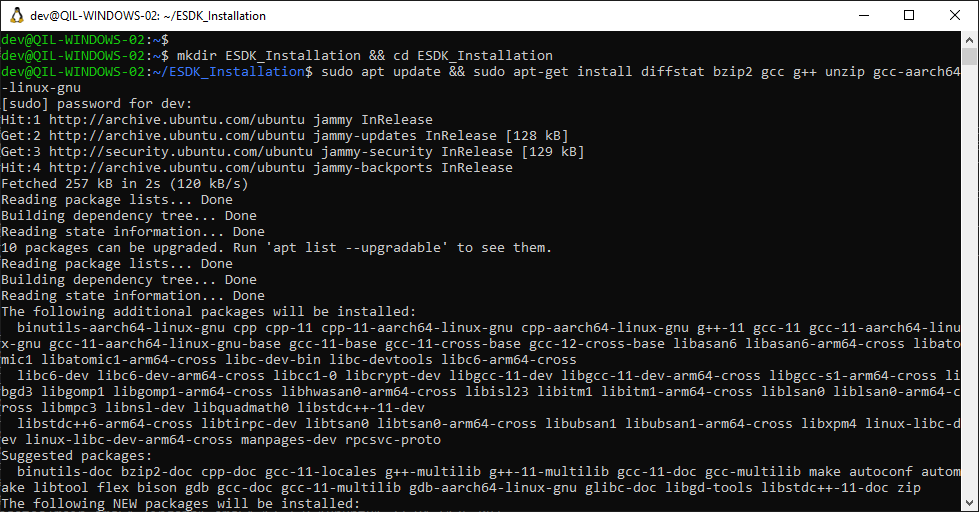 dev@QIL-WINDOWS-02: ~/ESDK_Installation
dev@QIL-WINDOWS-02:~$
dev@QIL-WINDOWS-02:~$ mkdir ESDK_Installation && cd ESDK_Installation
dev@QIL-WINDOWS-02:~/ESDK_Installation$ sudo apt update && sudo apt-get install diffstat bzip2 gcc g++ unzip gcc-aarch64
-linux-gnu
[sudo] password for dev:
Hit:1 http://archive.ubuntu.com/ubuntu jammy InRelease
Get:2 http://archive.ubuntu.com/ubuntu jammy-updates InRelease [128 kB]
Get:3 http://security.ubuntu.com/ubuntu jammy-security InRelease [129 kB]
Hit:4 http://archive.ubuntu.com/ubuntu jammy-backports InRelease
Fetched 257 kB in 2s (120 kB/s)
Reading package lists... Done
Building dependency tree... Done
Reading state information... Done
10 packages can be upgraded. Run 'apt list --upgradable' to see them.
Reading package lists... Done
Building dependency tree... Done
Reading state information... Done
The following additional packages will be installed:
  binutils-aarch64-linux-gnu cpp cpp-11 cpp-11-aarch64-linux-gnu cpp-aarch64-linux-gnu g++-11 gcc-11 gcc-11-aarch64-linu
x-gnu gcc-11-aarch64-linux-gnu-base gcc-11-base gcc-11-cross-base gcc-12-cross-base libasan6 libasan6-arm64-cross libato
mic1 libatomic1-arm64-cross libc-dev-bin libc-devtools libc6-arm64-cross
  libc6-dev libc6-dev-arm64-cross libcc1-0 libcrypt-dev libgcc-11-dev libgcc-11-dev-arm64-cross libgcc-s1-arm64-cross li
bgd3 libgomp1 libgomp1-arm64-cross libhwasan0-arm64-cross libisl23 libitm1 libitm1-arm64-cross liblsan0 liblsan0-arm64-c
ross libmpc3 libnsl-dev libquadmath0 libstdc++-11-dev
  libstdc++6-arm64-cross libtirpc-dev libtsan0 libtsan0-arm64-cross libubsan1 libubsan1-arm64-cross libxpm4 linux-libc-d
ev linux-libc-dev-arm64-cross manpages-dev rpcsvc-proto
Suggested packages:
  binutils-doc bzip2-doc cpp-doc gcc-11-locales g++-multilib g++-11-multilib gcc-11-doc gcc-multilib make autoconf autom
ake libtool flex bison gdb gcc-doc gcc-11-multilib gdb-aarch64-linux-gnu glibc-doc libgd-tools libstdc++-11-doc zip
The following NEW packages will be installed: